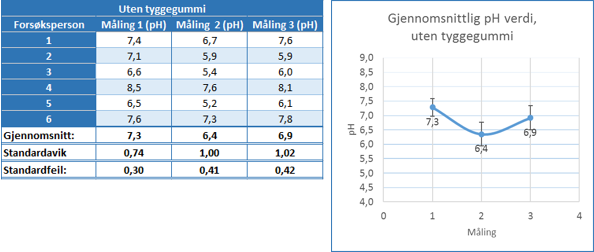 Uten tyggegummi
Forsøksperson Måling 1 (pH) Måling 2 (pH) Måling 3 (pH)
1 7,4 6,7 7,6
2 7,1 5,9 5,9
3 6,6 5,4 6,0
4 8,5 7,6 8,1
5 6,5 5,2 6,1
6 7,6 7,3 7,8
Gjennomsnitt: 7,3 6,4 6,9
Standardavik 0,74 1,00 1,02
Standardfeil: 0,30 0,41 0,42
Gjennomsnittlig pH verdi,
uten tyggegummi
9,0
8,5
8,0
7,5
7,0
6,5
6,0
5,5
5,0
4,5
4,0
pH
7,3
6,4
6,9
0 1 2 3 4
Måling